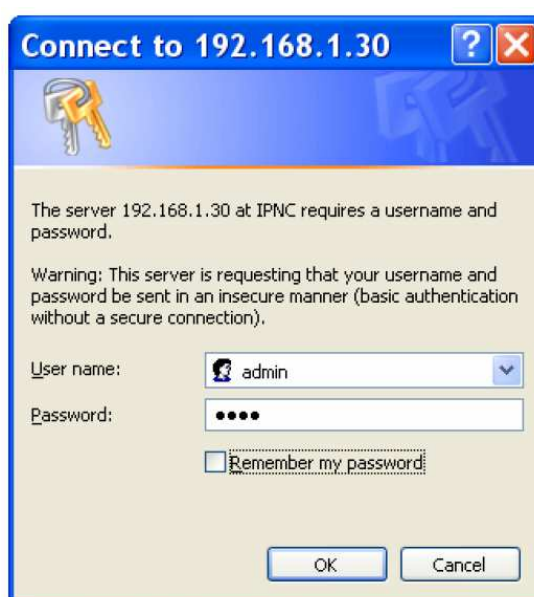 Connect to 192.168.1.30
The server 192.168.1.30 at IPNC requires a username and
password.
Warning: This server is requesting that your username and
password be sent in an insecure manner (basic authentication
without a secure connection).
User name: admin
Password: ••••
Remember my password
OK Cancel